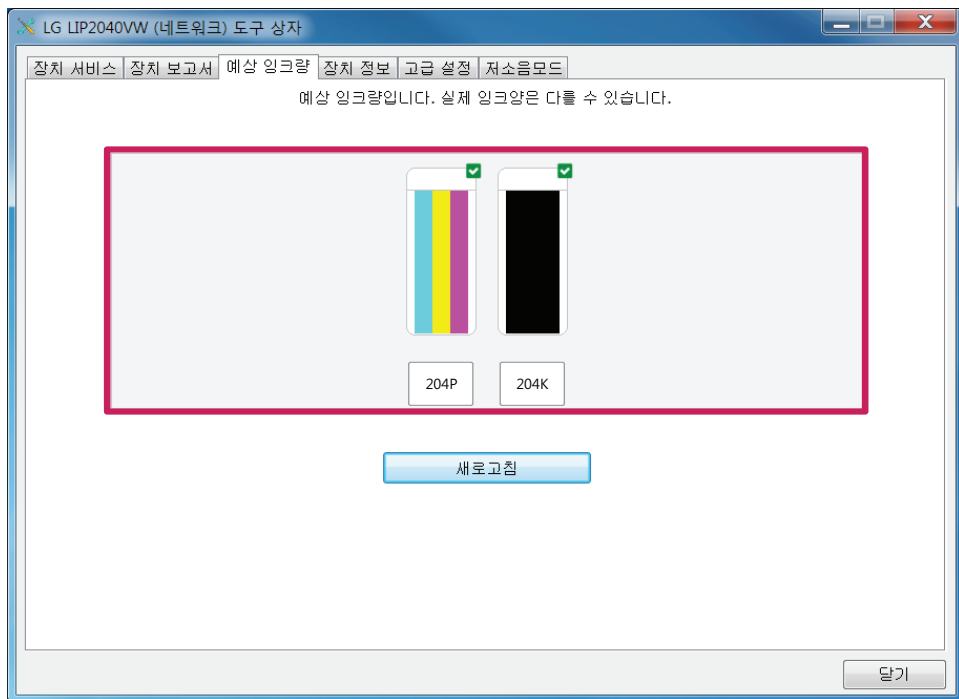 LG LIP2040VW (네트워크) 도구 상자
장치 서비스 장치 보고서 예상 잉크량 장치 정보 고급 설정 저소음모드
예상 잉크량입니다. 실제 잉크양은 다를 수 있습니다.
204P 204K
새로고침
닫기